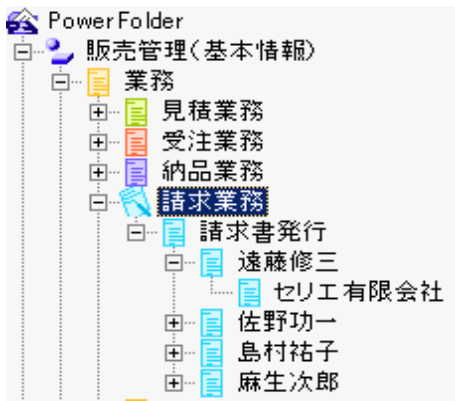 PowerFolder
販売管理(基本情報)
業務
見積業務
受注業務
納品業務
請求業務
請求書発行
遠藤修三
セリエ有限会社
佐野功一
島村祐子
麻生次郎